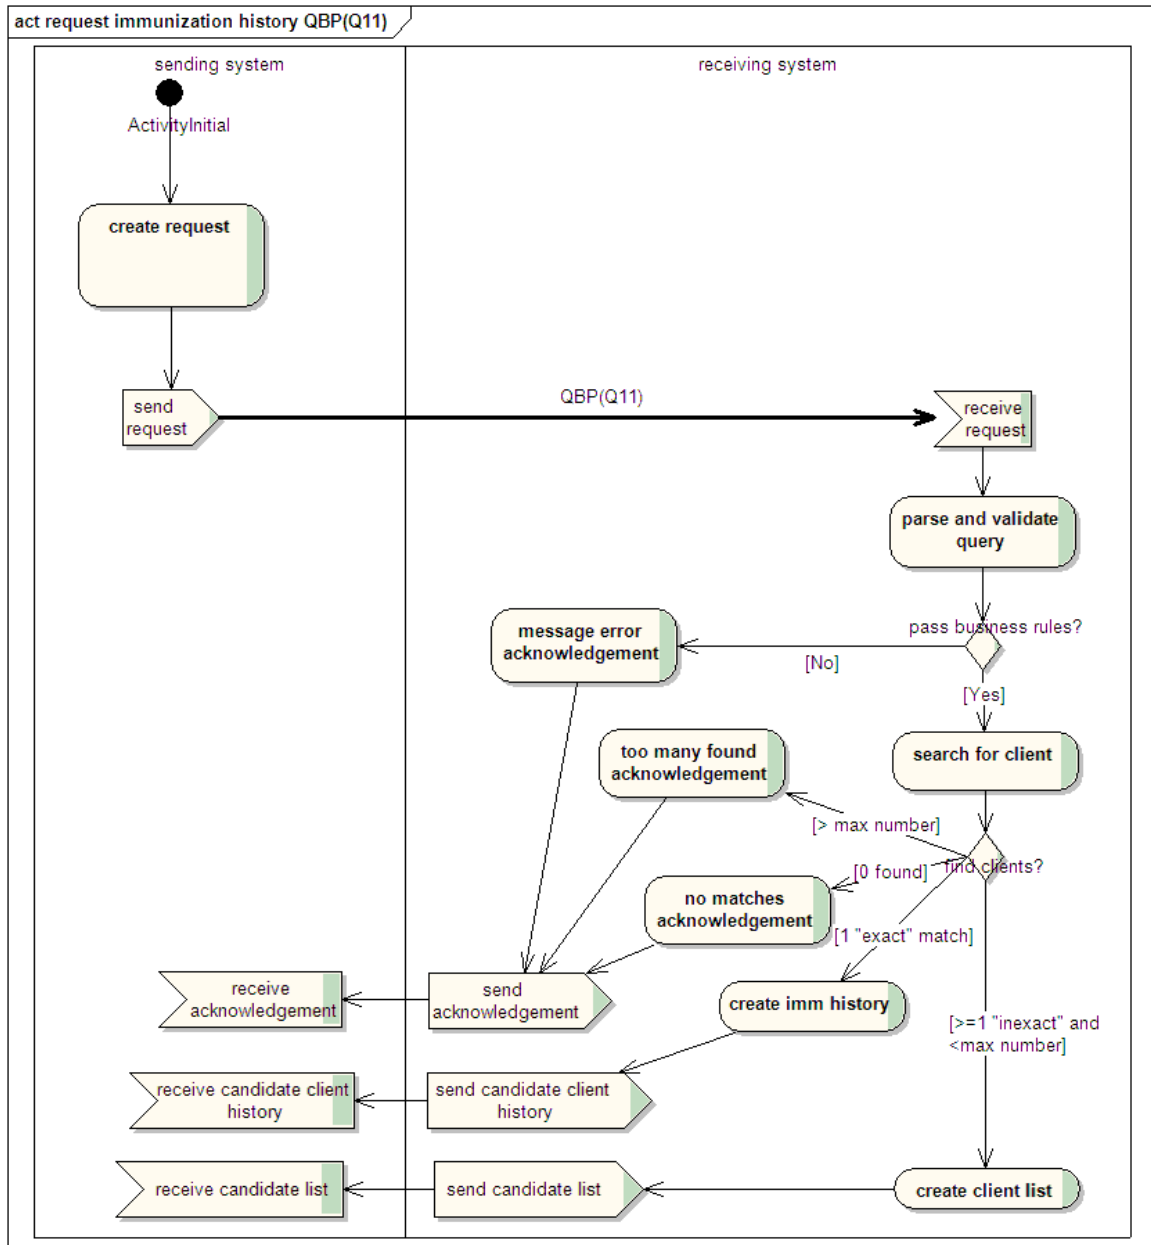 act request immunization history QBP(Q11)
sending system
receiving system
ActivityInitial
create request
send
request
QBP(Q11)
receive
request
parse and validate
query
pass business rules?
message error
acknowledgement
[No]
[Yes]
too many found
acknowledgement
search for client
[> max number]
find clients?
[0 found]
no matches
acknowledgement
[1 "exact" match]
receive
acknowledgement
send
acknowledgement
create imm history
[>=1 "inexact" and
<max number]
receive candidate client
history
send candidate client
history
receive candidate list
send candidate list
create client list